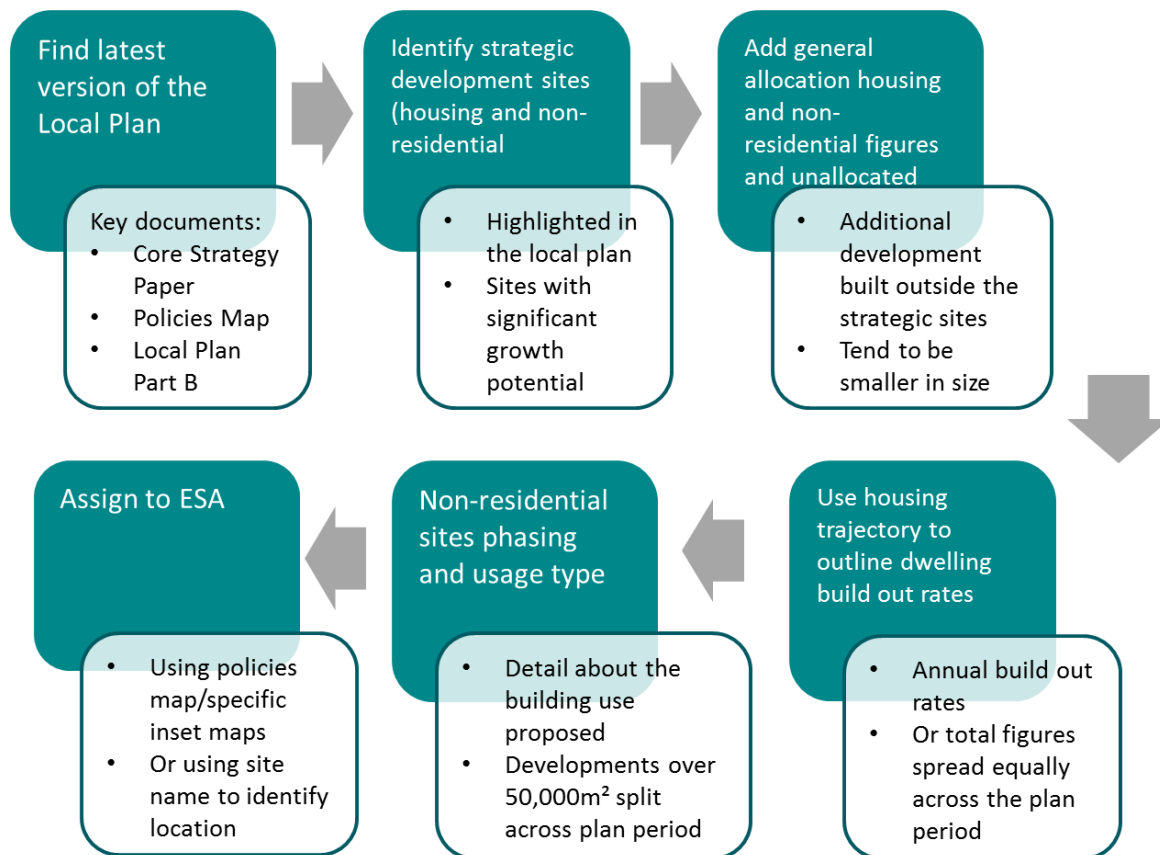 Find latest
version of the
Local Plan
Key documents:
• Core Strategy
Paper
• Policies Map
• Local Plan
Part B
Identify strategic
development sites
(housing and non-
residential
• Highlighted in
the local plan
• Sites with
significant
growth
potential
Add general
allocation housing
and non-
residential figures
and unallocated
• Additional
development
built outside the
strategic sites
• Tend to be
smaller in size
Use housing
trajectory to
outline dwelling
build out rates
• Annual build out
rates
• Or total figures
spread equally
across the plan
period
Non-residential
sites phasing
and usage type
• Detail about the
building use
proposed
• Developments over
50,000m² split
across plan period
Assign to ESA
• Using policies
map/specific
inset maps
• Or using site
name to identify
location